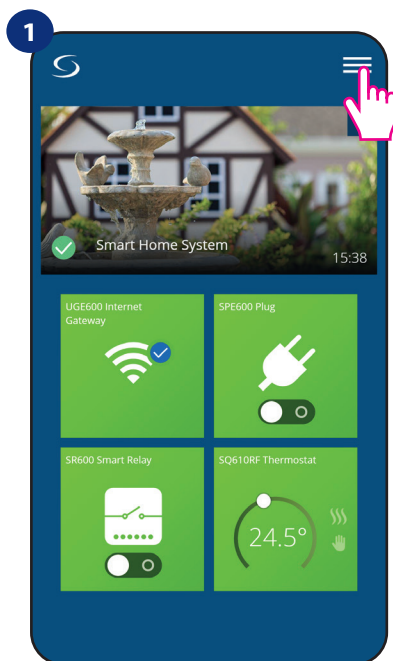 1
Smart Home System
15:38
UGE600 Internet
Gateway
SPE600 Plug
SR600 Smart Relay
SQ610RF Thermostat
24.5°